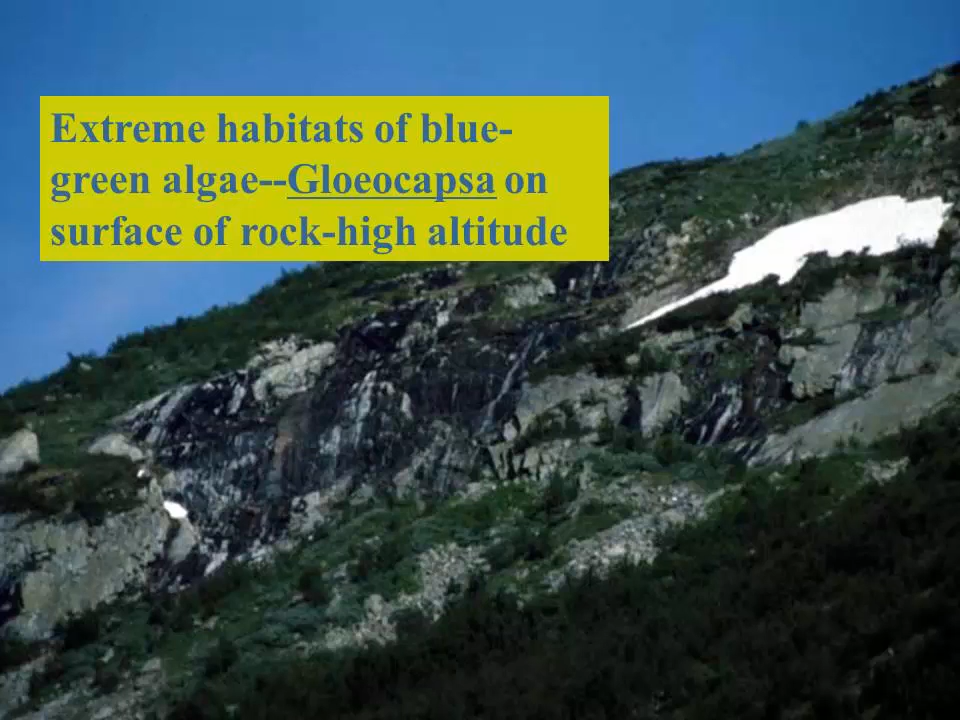 Extreme habitats of blue-
green algae--Gloeocapsa on
surface of rock-high altitude